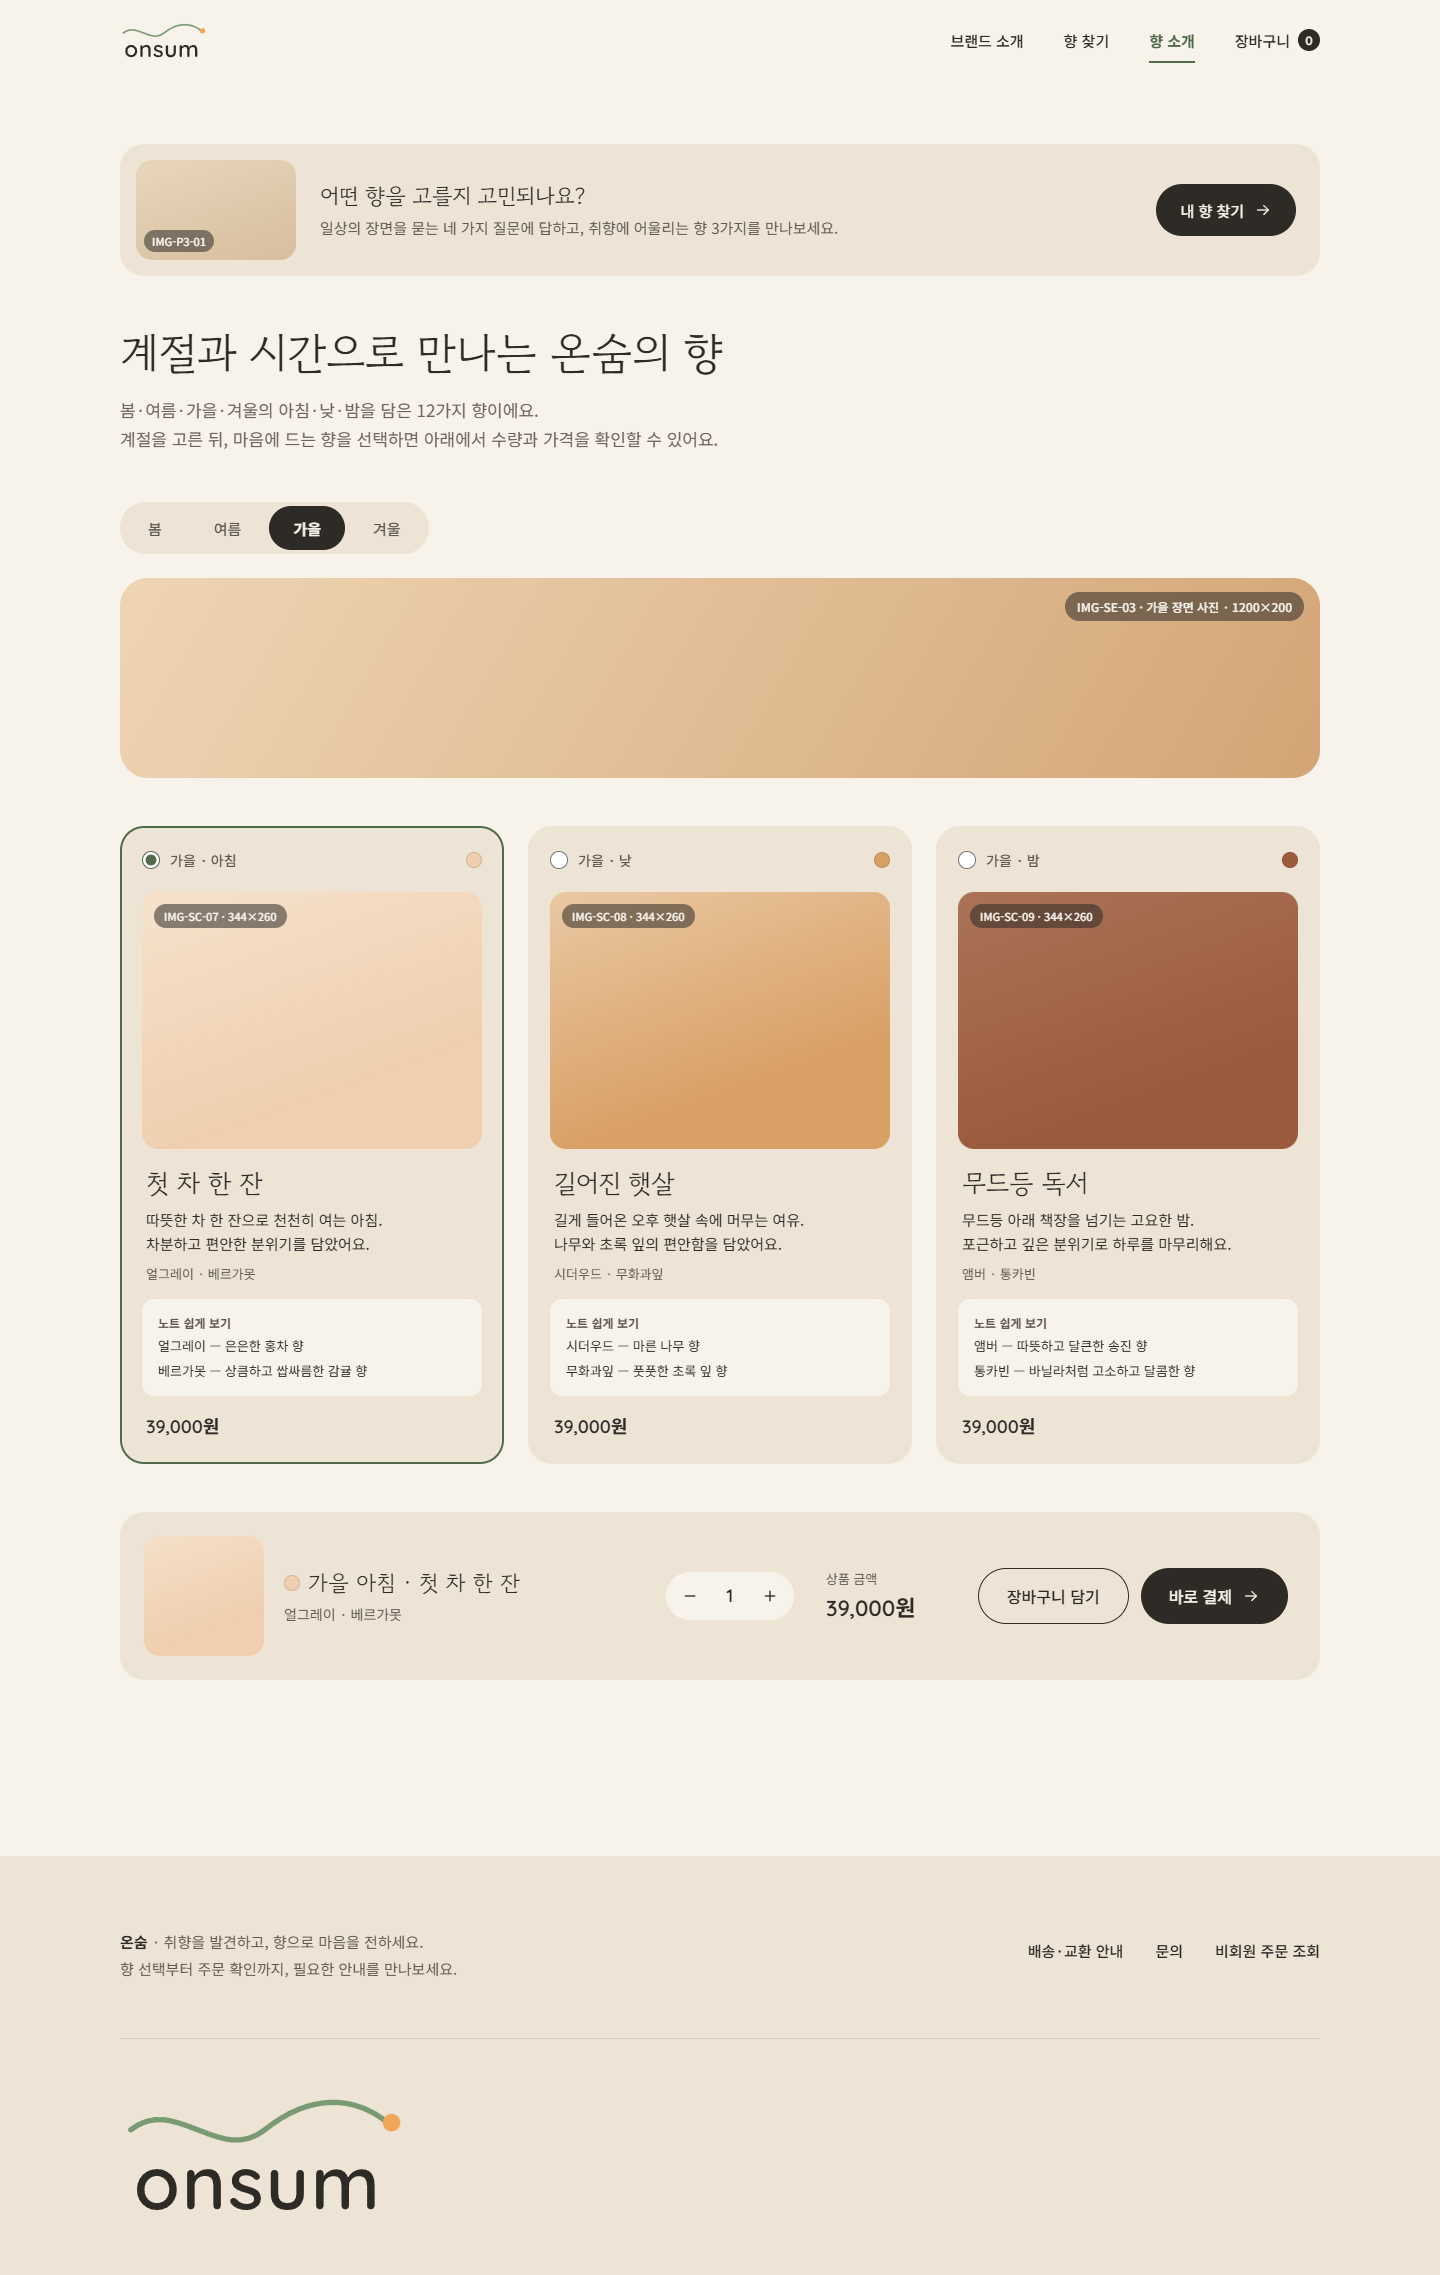 onsum
브랜드 소개
향 찾기
향 소개
장바구니 0
IMG-P3-01
어떤 향을 고를지 고민되나요?
일상의 장면을 묻는 네 가지 질문에 답하고, 취향에 어울리는 향 3가지를 만나보세요.
내 향 찾기 →
계절과 시간으로 만나는 온숨의 향
봄·여름·가을·겨울의 아침·낮·밤을 담은 12가지 향이에요.
계절을 고른 뒤, 마음에 드는 향을 선택하면 아래에서 수량과 가격을 확인할 수 있어요.
봄
여름
가을
겨울
IMG-SE-03 · 가을 장면 사진 · 1200×200
가을 · 아침
IMG-SC-07 · 344×260
첫 차 한 잔
따뜻한 차 한 잔으로 천천히 여는 아침.
차분하고 편안한 분위기를 담았어요.
얼그레이 · 베르가못
노트 쉽게 보기
얼그레이 — 은은한 홍차 향
베르가못 — 상큼하고 쌉싸름한 감귤 향
39,000원
가을 · 낮
IMG-SC-08 · 344×260
길어진 햇살
길게 들어온 오후 햇살 속에 머무는 여유.
나무와 초록 잎의 편안함을 담았어요.
시더우드 · 무화과잎
노트 쉽게 보기
시더우드 — 마른 나무 향
무화과잎 — 풋풋한 초록 잎 향
39,000원
가을 · 밤
IMG-SC-09 · 344×260
무드등 독서
무드등 아래 책장을 넘기는 고요한 밤.
포근하고 깊은 분위기로 하루를 마무리해요.
앰버 · 통카빈
노트 쉽게 보기
앰버 — 따뜻하고 달큰한 송진 향
통카빈 — 바닐라처럼 고소하고 달콤한 향
39,000원
가을 아침 · 첫 차 한 잔
얼그레이 · 베르가못
− 1 +
상품 금액
39,000원
장바구니 담기
바로 결제 →
온숨 · 취향을 발견하고, 향으로 마음을 전하세요.
향 선택부터 주문 확인까지, 필요한 안내를 만나보세요.
배송·교환 안내
문의
비회원 주문 조회
onsum